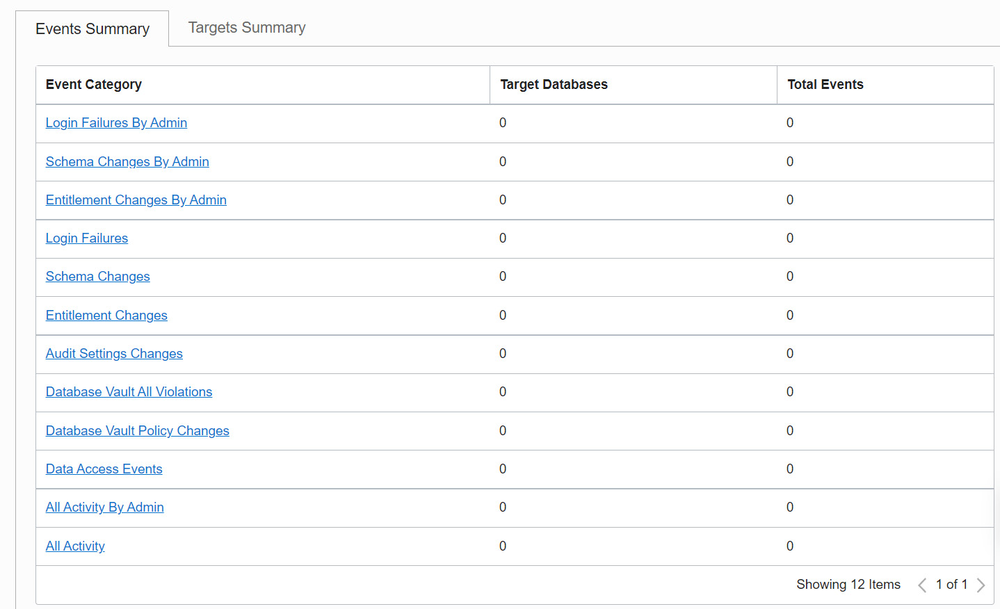 Events Summary Targets Summary
Event Category Target Databases Total Events
Login Failures By Admin 0 0
Schema Changes By Admin 0 0
Entitlement Changes By Admin 0 0
Login Failures 0 0
Schema Changes 0 0
Entitlement Changes 0 0
Audit Settings Changes 0 0
Database Vault All Violations 0 0
Database Vault Policy Changes 0 0
Data Access Events 0 0
All Activity By Admin 0 0
All Activity 0 0
Showing 12 Items 1 of 1